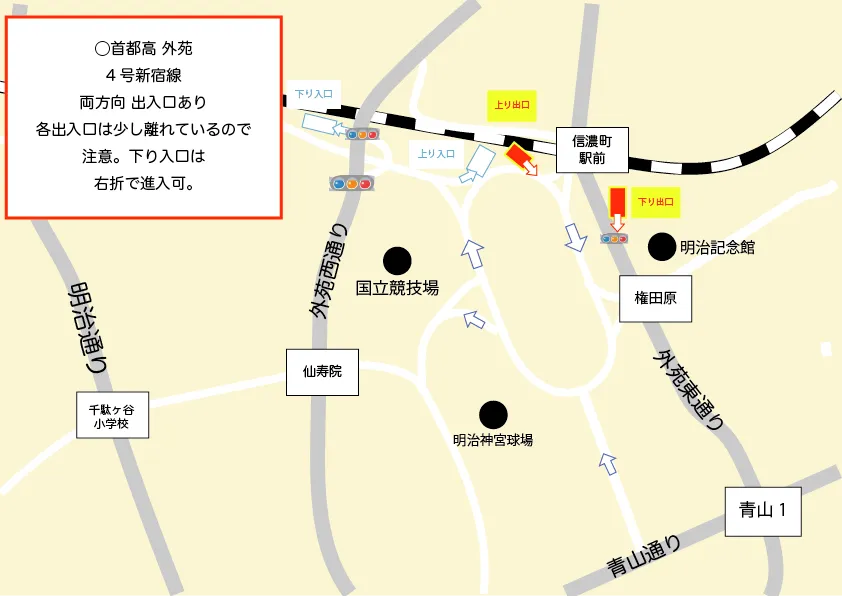 〇首都高 外苑
4号新宿線
両方向 出入口あり
各出入口は少し離れているので
注意。下り入口は
右折で進入可。
下り入口
上り出口
上り入口
信濃町
駅前
下り出口
明治記念館
外苑西通り
国立競技場
権田原
明治通り
仙寿院
外苑東通り
千駄ヶ谷
小学校
明治神宮球場
青山1
青山通り